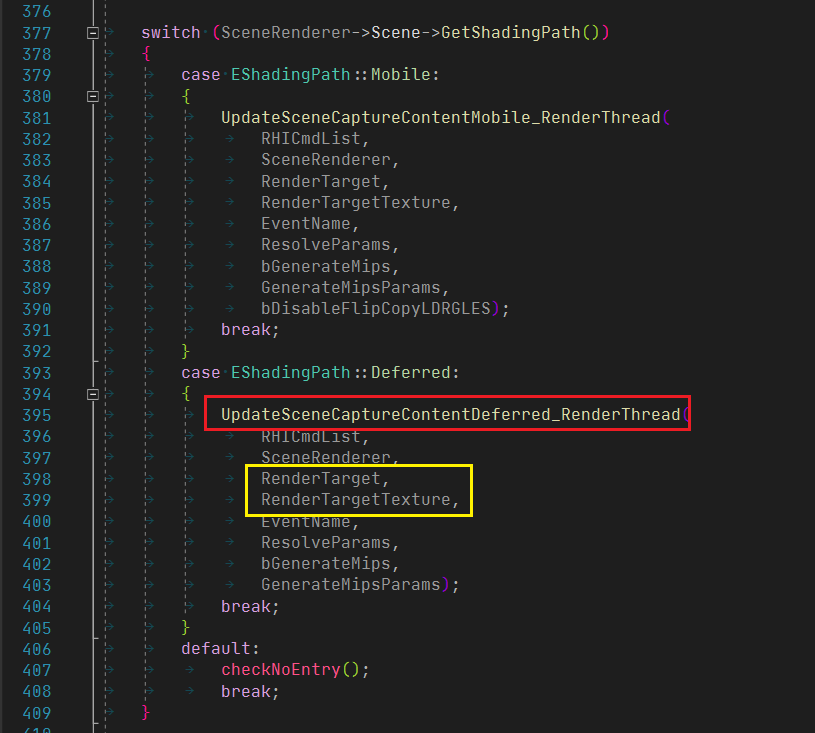 376
377 switch (SceneRenderer->Scene->GetShadingPath())
378 {
379 case EShadingPath::Mobile:
380 {
381 UpdateSceneCaptureContentMobile_RenderThread(
382 RHICmdList,
383 SceneRenderer,
384 RenderTarget,
385 RenderTargetTexture,
386 EventName,
387 ResolveParams,
388 bGenerateMips,
389 GenerateMipsParams,
390 bDisableFlipCopyLDRGLES);
391 break;
392 }
393 case EShadingPath::Deferred:
394 {
395 UpdateSceneCaptureContentDeferred_RenderThread(
396 RHICmdList,
397 SceneRenderer,
398 RenderTarget,
399 RenderTargetTexture,
400 EventName,
401 ResolveParams,
402 bGenerateMips,
403 GenerateMipsParams);
404 break;
405 }
406 default:
407 checkNoEntry();
408 break;
409 }